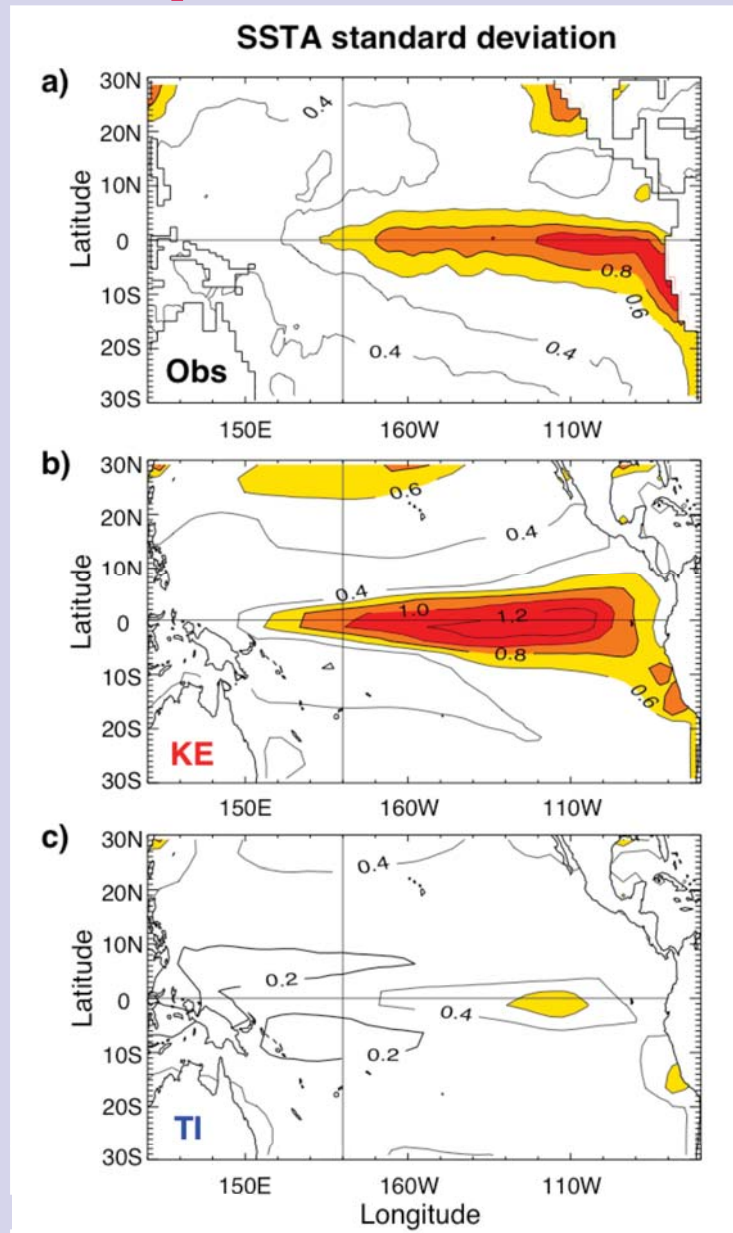 SSTA standard deviation
a)
30N
20N
10N
0
10S
20S
30S
Latitude
0.4
0.8
0.6
0.4
0.4
Obs
150E 160W 110W
b)
30N
20N
10N
0
10S
20S
30S
Latitude
0.6
0.4
0.4
1.0
1.2
0.8
0.6
KE
150E 160W 110W
c)
30N
20N
10N
0
10S
20S
30S
Latitude
0.4
0.2
0.4
0.2
TI
150E 160W 110W
Longitude